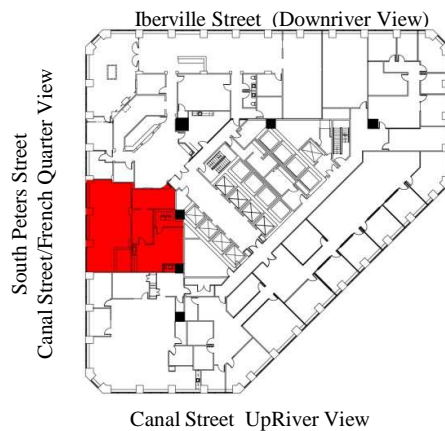 Iberville Street (Downriver View)
South Peters Street
Canal Street/French Quarter View
Canal Street UpRiver View